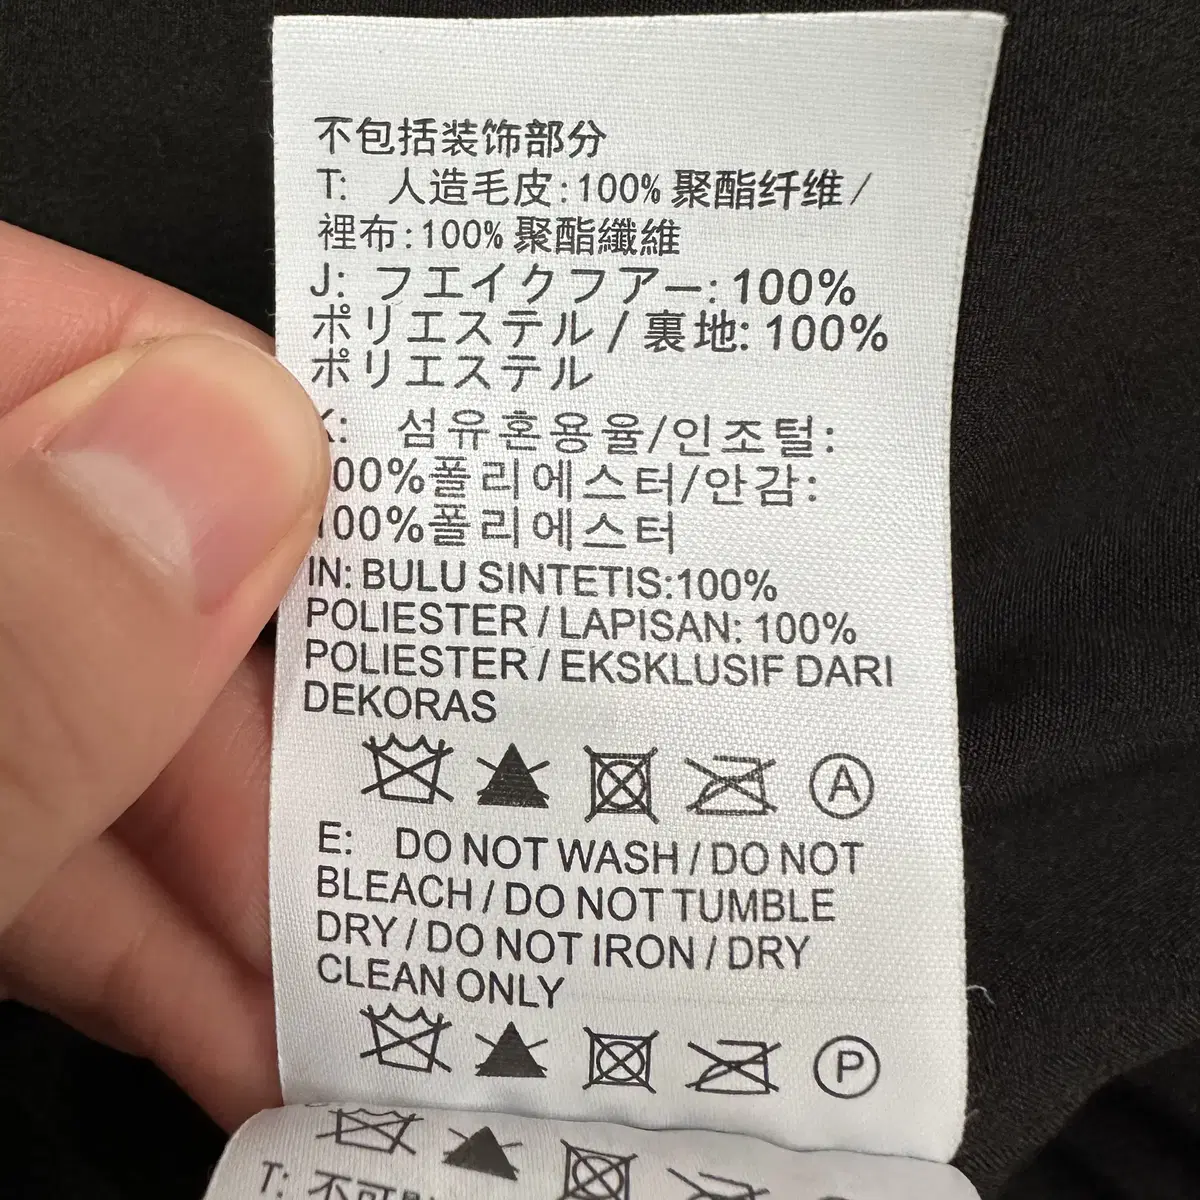 不包括装饰部分
T: 人造毛皮:100% 聚酯纤维/
裡布:100% 聚酯纖維
J: フエイクフアー:100%
ポリエステル / 裏地: 100%
ポリエステル
K: 섬유혼용율/인조털:
100%폴리에스터/안감:
100%폴리에스터
IN: BULU SINTETIS:100%
POLIESTER / LAPISAN: 100%
POLIESTER / EKSKLUSIF DARI
DEKORAS
A
E: DO NOT WASH / DO NOT
BLEACH / DO NOT TUMBLE
DRY / DO NOT IRON / DRY
CLEAN ONLY
P
T: 不可